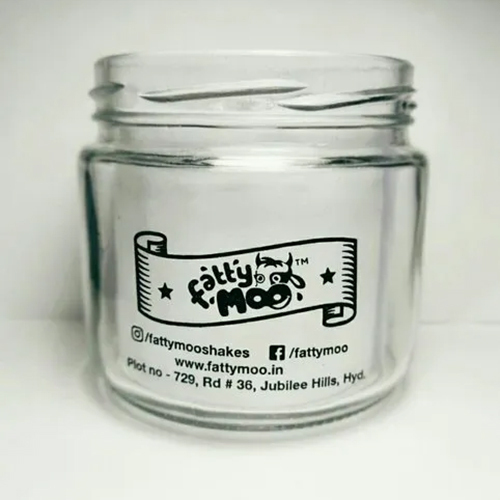 fatty
MOO TM
/fattymooshakes /fattymoo
www.fattymoo.in
Plot no - 729, Rd # 36, Jubilee Hills, Hyd.